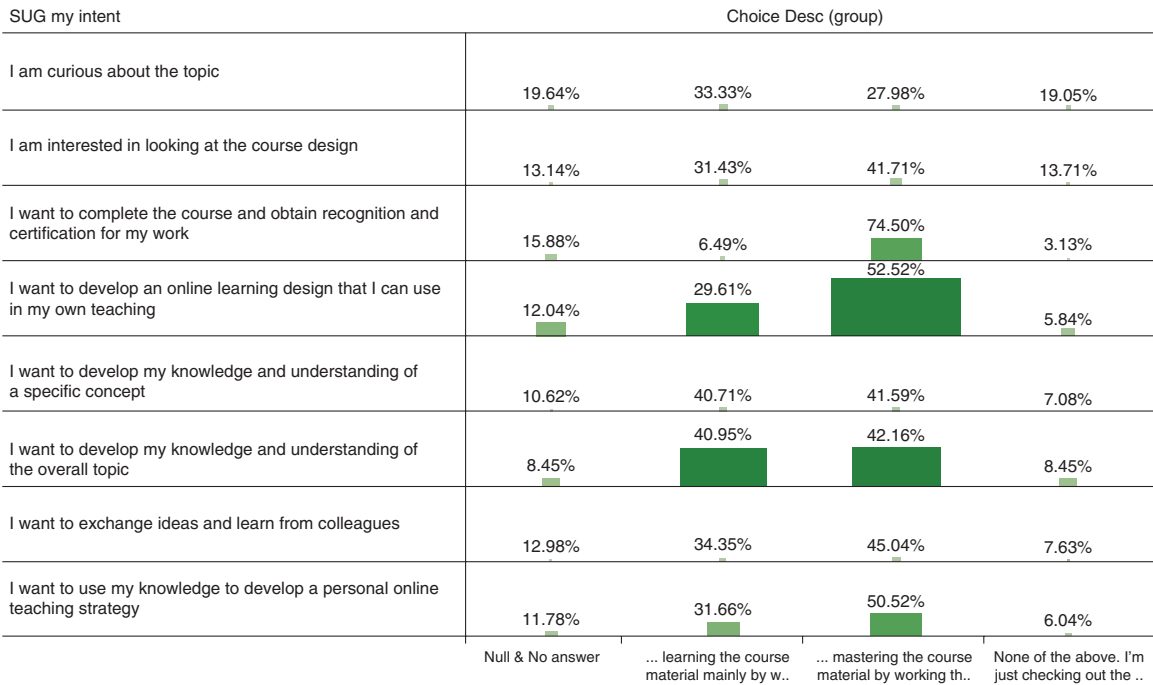 SUG my intent
Choice Desc (group)
I am curious about the topic
19.64%
33.33%
27.98%
19.05%
I am interested in looking at the course design
13.14%
31.43%
41.71%
13.71%
I want to complete the course and obtain recognition and
certification for my work
15.88%
6.49%
74.50%
3.13%
I want to develop an online learning design that I can use
in my own teaching
12.04%
29.61%
52.52%
5.84%
I want to develop my knowledge and understanding of
a specific concept
10.62%
40.71%
41.59%
7.08%
I want to develop my knowledge and understanding of
the overall topic
8.45%
40.95%
42.16%
8.45%
I want to exchange ideas and learn from colleagues
12.98%
34.35%
45.04%
7.63%
I want to use my knowledge to develop a personal online
teaching strategy
11.78%
31.66%
50.52%
6.04%
Null & No answer
... learning the course
material mainly by w..
... mastering the course
material by working th..
None of the above. I'm
just checking out the ..